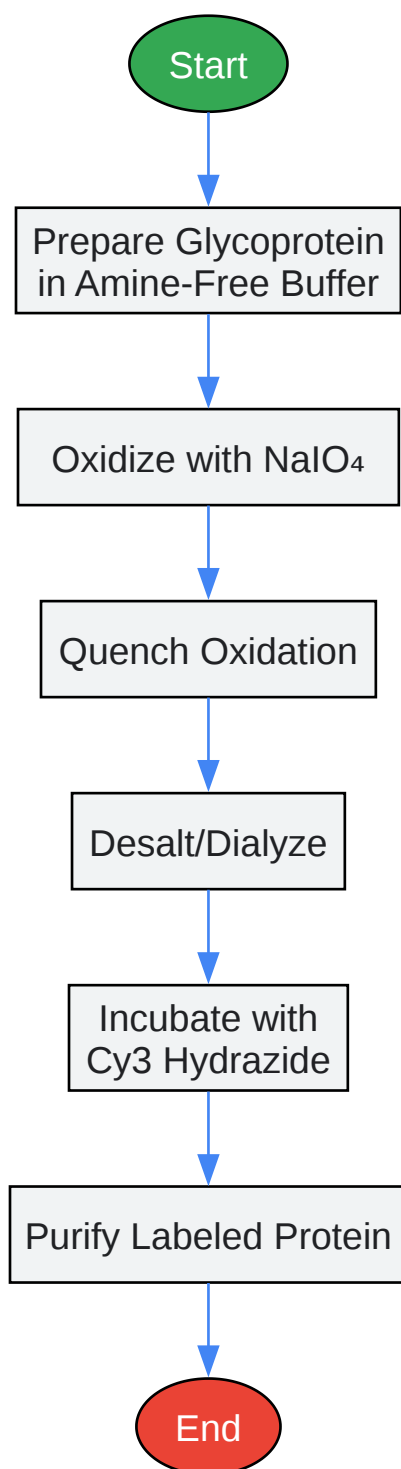 Start
Prepare Glycoprotein
in Amine-Free Buffer
Oxidize with NaIO₄
Quench Oxidation
Desalt/Dialyze
Incubate with
Cy3 Hydrazide
Purify Labeled Protein
End